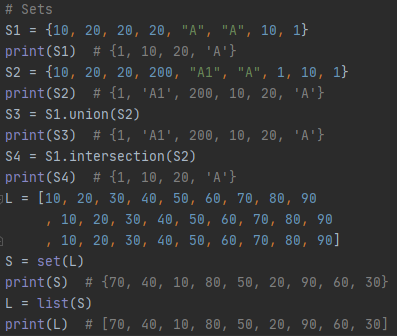 # Sets
S1 = {10, 20, 20, 20, "A", "A", 10, 1}
print(S1)  # {1, 10, 20, 'A'}
S2 = {10, 20, 20, 200, "A1", "A", 1, 10, 1}
print(S2)  # {1, 'A1', 200, 10, 20, 'A'}
S3 = S1.union(S2)
print(S3)  # {1, 'A1', 200, 10, 20, 'A'}
S4 = S1.intersection(S2)
print(S4)  # {1, 10, 20, 'A'}
L = [10, 20, 30, 40, 50, 60, 70, 80, 90
    , 10, 20, 30, 40, 50, 60, 70, 80, 90
    , 10, 20, 30, 40, 50, 60, 70, 80, 90]
S = set(L)
print(S)  # {70, 40, 10, 80, 50, 20, 90, 60, 30}
L = list(S)
print(L)  # [70, 40, 10, 80, 50, 20, 90, 60, 30]